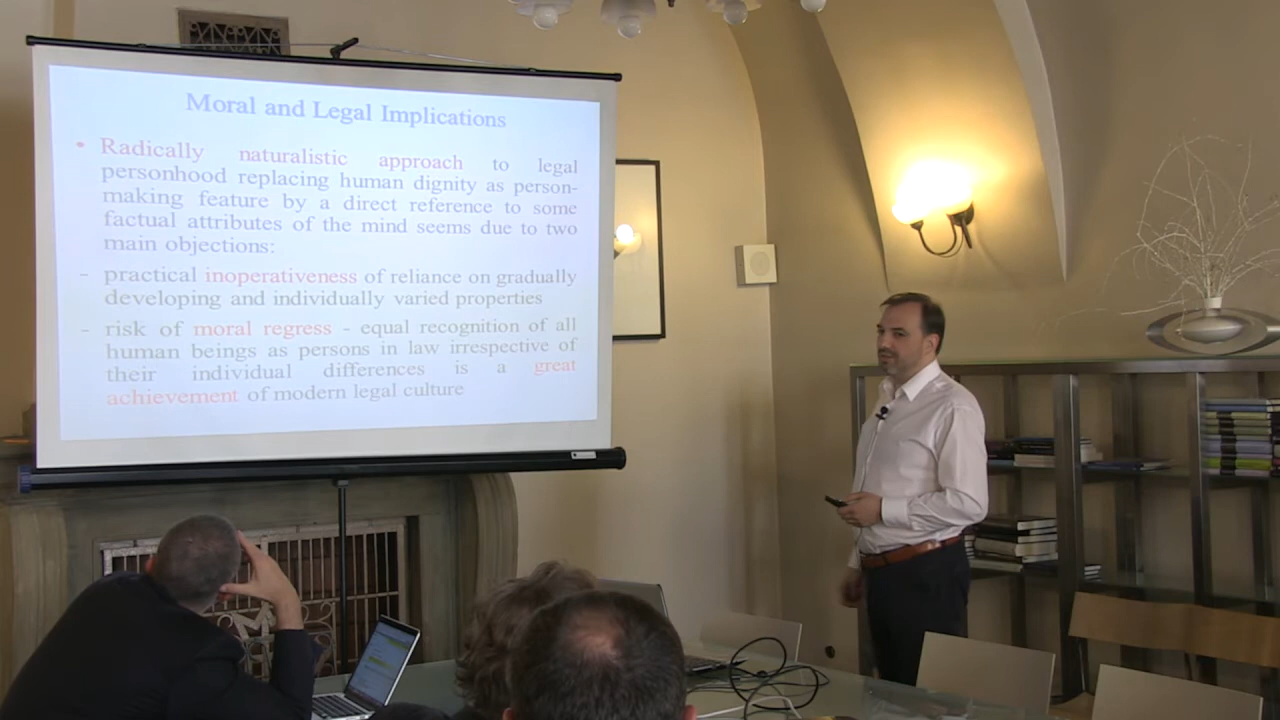 Moral and Legal Implications
• Radically naturalistic approach to legal
personhood replacing human dignity as person-
making feature by a direct reference to some
factual attributes of the mind seems due to two
main objections:
- practical inoperativeness of reliance on gradually
developing and individually varied properties
- risk of moral regress - equal recognition of all
human beings as persons in law irrespective of
their individual differences is a great
achievement of modern legal culture